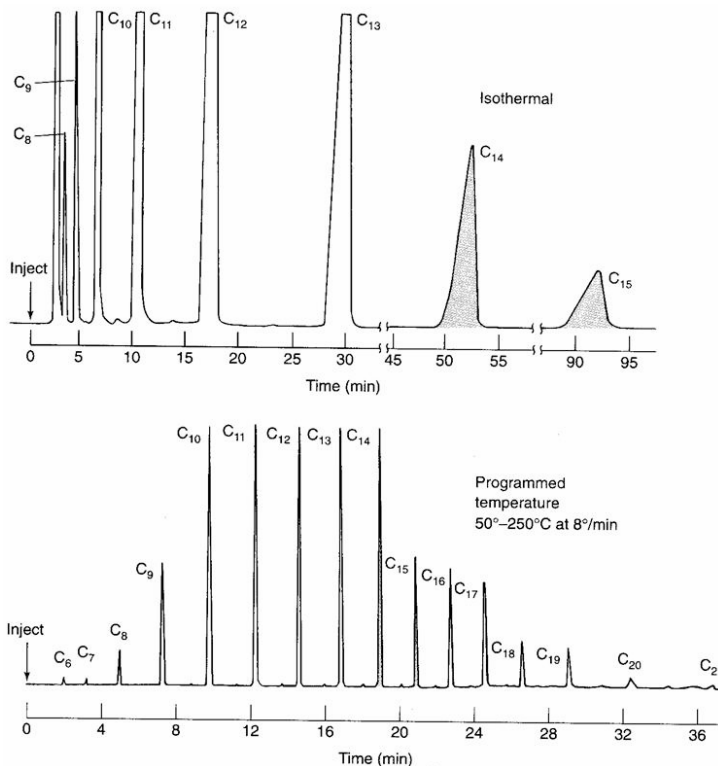 C₁₀ C₁₁ C₁₂ C₁₃
C₉
Isothermal
C₈
C₁₄
Inject
C₁₅
0 5 10 15 20 25 30 45 50 55 90 95
Time (min)
C₁₀ C₁₁ C₁₂ C₁₃ C₁₄
Programmed
temperature
50°–250°C at 8°/min
C₉
C₁₅
C₁₆
C₁₇
Inject
C₆ C₇ C₈
C₁₈ C₁₉ C₂₀ C₂
0 4 8 12 16 20 24 28 32 36
Time (min)